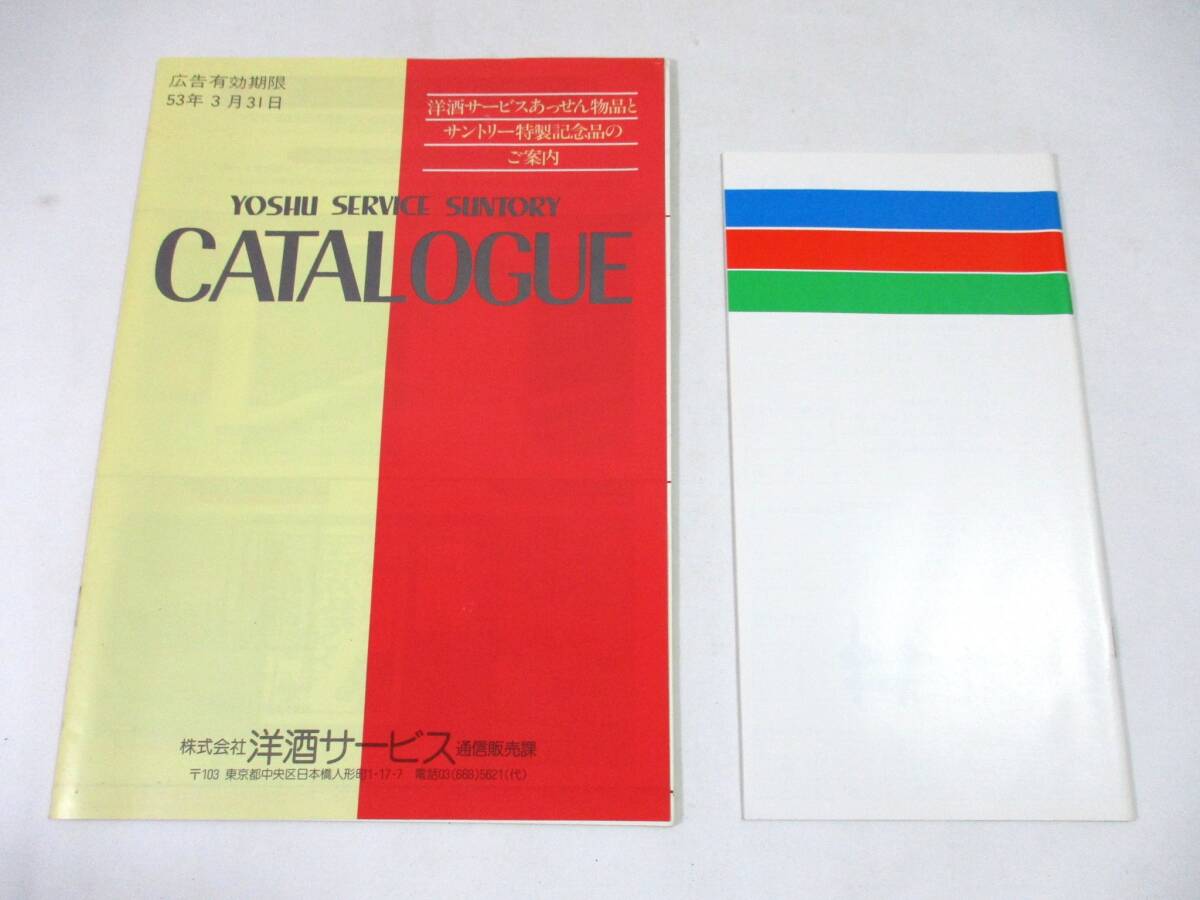 広告有効期限
53年3月31日
洋酒サービスあっせん物品と
サントリー特製記念品の
ご案内
YOSHU SERVICE SUNTORY
CATALOGUE
株式会社 洋酒サービス 通信販売課
〒103 東京都中央区日本橋人形町1-17-7 電話03(668)5621(代)